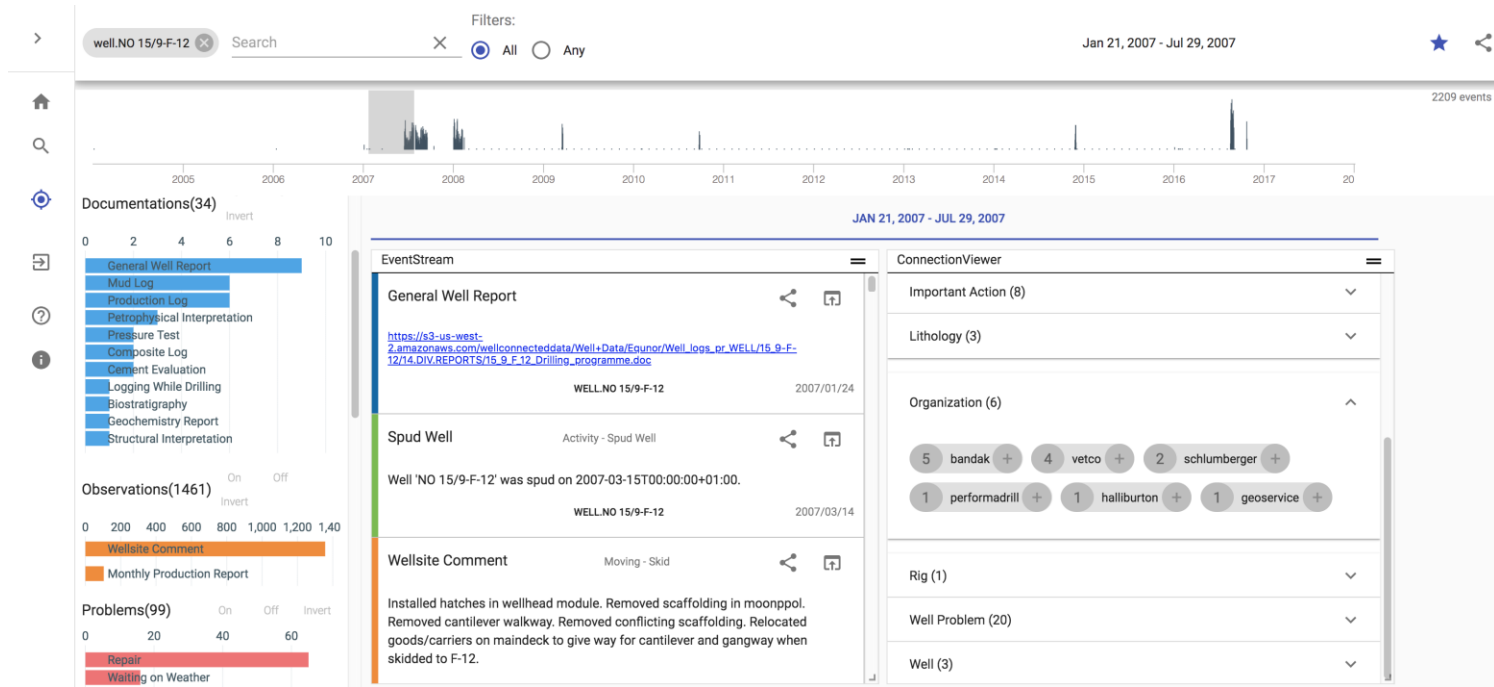 Filters:
well.NO 15/9-F-12
Search
All
Any
Jan 21, 2007 - Jul 29, 2007
2209 events
2005 2006 2007 2008 2009 2010 2011 2012 2013 2014 2015 2016 2017 20
Documentations(34)
Invert
0 2 4 6 8 10
General Well Report
Mud Log
Production Log
Petrophysical Interpretation
Pressure Test
Composite Log
Cement Evaluation
Logging While Drilling
Biostratigraphy
Geochemistry Report
Structural Interpretation
On Off
Observations(1461)
Invert
0 200 400 600 800 1,000 1,200 1,40
Wellsite Comment
Monthly Production Report
Problems(99)
On Off Invert
0 20 40 60
Repair
Waiting on Weather
JAN 21, 2007 - JUL 29, 2007
EventStream
General Well Report
https://s3-us-west-
2.amazonaws.com/wellconnecteddata/Well+Data/Equnor/Well_logs_pr_WELL/15_9-F-
12/14.DIV.REPORTS/15_9_F_12_Drilling_programme.doc
WELL.NO 15/9-F-12
2007/01/24
Spud Well
Activity - Spud Well
Well 'NO 15/9-F-12' was spud on 2007-03-15T00:00:00+01:00.
WELL.NO 15/9-F-12
2007/03/14
Wellsite Comment
Moving - Skid
Installed hatches in wellhead module. Removed scaffolding in moonppol.
Removed cantilever walkway. Removed conflicting scaffolding. Relocated
goods/carriers on maindeck to give way for cantilever and gangway when
skidded to F-12.
ConnectionViewer
Important Action (8)
Lithology (3)
Organization (6)
5 bandak +
4 vetco +
2 schlumberger +
1 performadrill +
1 halliburton +
1 geoservice +
Rig (1)
Well Problem (20)
Well (3)